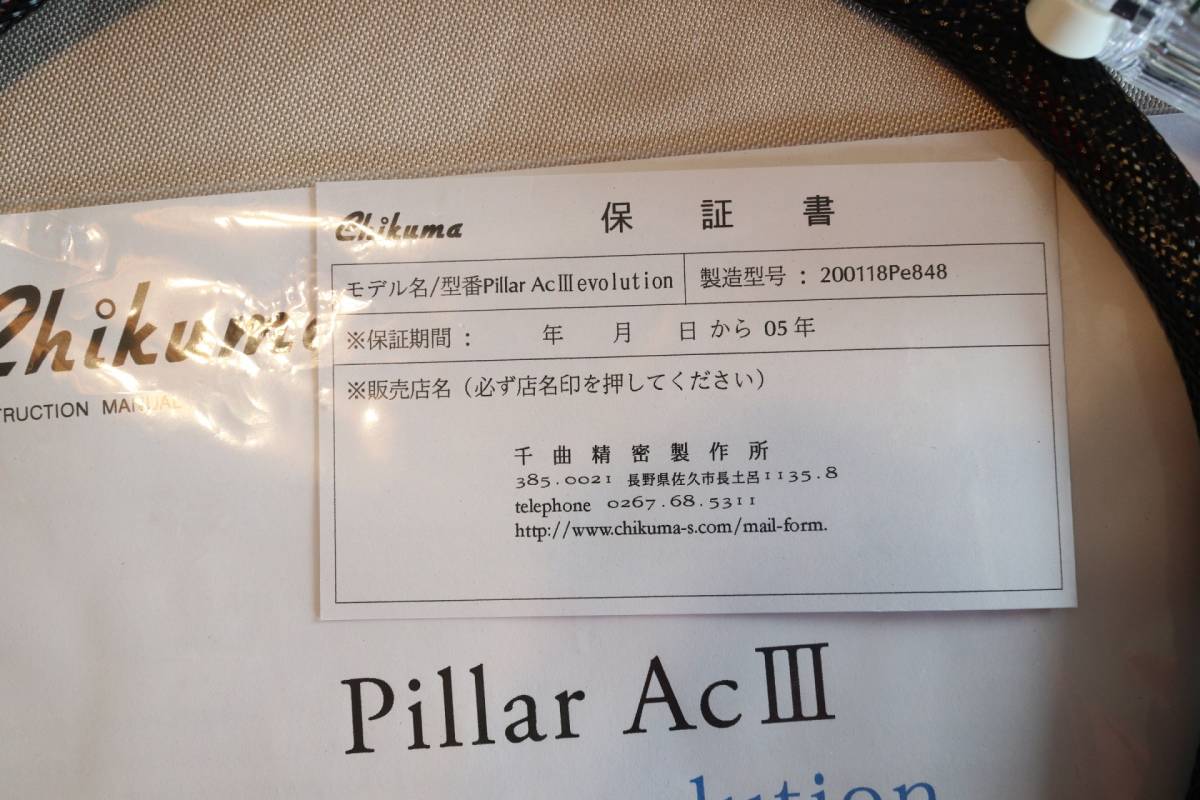 Chikuma 保証書
モデル名/型番Pillar AcⅢevolution 製造型号 : 200118Pe848
※保証期間 : 年 月 日 から 05年
※販売店名（必ず店名印を押してください）
千曲精密製作所
385.0021 長野県佐久市長土呂1135.8
telephone 0267.68.5311
http://www.chikuma-s.com/mail-form.
Chikuma
TRUCTION MANUAL
Pillar AcⅢ
lution